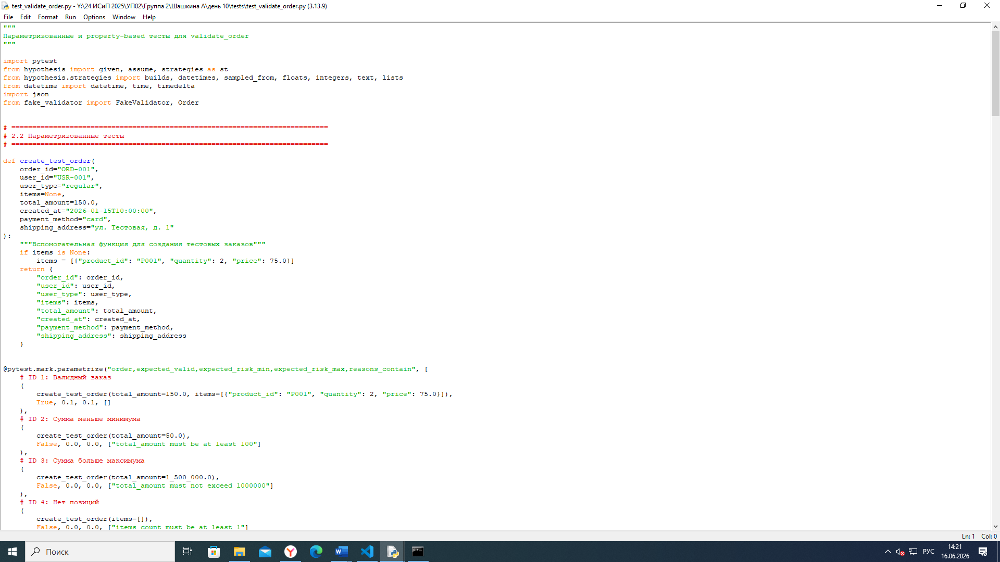 test_validate_order.py - Y:\24 ИСиП 2025\УП02\Группа 2\Шашкина А\день 10\tests\test_validate_order.py (3.13.9)
File Edit Format Run Options Window Help
"""
Параметризованные и property-based тесты для validate_order
"""
import pytest
from hypothesis import given, assume, strategies as st
from hypothesis.strategies import builds, datetimes, sampled_from, floats, integers, text, lists
from datetime import datetime, time, timedelta
import json
from fake_validator import FakeValidator, Order
# ============================================================================
# 2.2 Параметризованные тесты
# ============================================================================
def create_test_order(
    order_id="ORD-001",
    user_id="USR-001",
    user_type="regular",
    items=None,
    total_amount=150.0,
    created_at="2026-01-15T10:00:00",
    payment_method="card",
    shipping_address="ул. Тестовая, д. 1"
):
    """Вспомогательная функция для создания тестовых заказов"""
    if items is None:
        items = [{"product_id": "P001", "quantity": 2, "price": 75.0}]
    return {
        "order_id": order_id,
        "user_id": user_id,
        "user_type": user_type,
        "items": items,
        "total_amount": total_amount,
        "created_at": created_at,
        "payment_method": payment_method,
        "shipping_address": shipping_address
    }
@pytest.mark.parametrize("order,expected_valid,expected_risk_min,expected_risk_max,reasons_contain", [
    # ID 1: Валидный заказ
    (
        create_test_order(total_amount=150.0, items=[{"product_id": "P001", "quantity": 2, "price": 75.0}]),
        True, 0.1, 0.1, []
    ),
    # ID 2: Сумма меньше минимума
    (
        create_test_order(total_amount=50.0),
        False, 0.0, 0.0, ["total_amount must be at least 100"]
    ),
    # ID 3: Сумма больше максимума
    (
        create_test_order(total_amount=1_500_000.0),
        False, 0.0, 0.0, ["total_amount must not exceed 1000000"]
    ),
    # ID 4: Нет позиций
    (
        create_test_order(items=[]),
        False, 0.0, 0.0, ["items count must be at least 1"]
Ln: 1 Col: 0
Поиск
РУС
14:21
16.06.2026